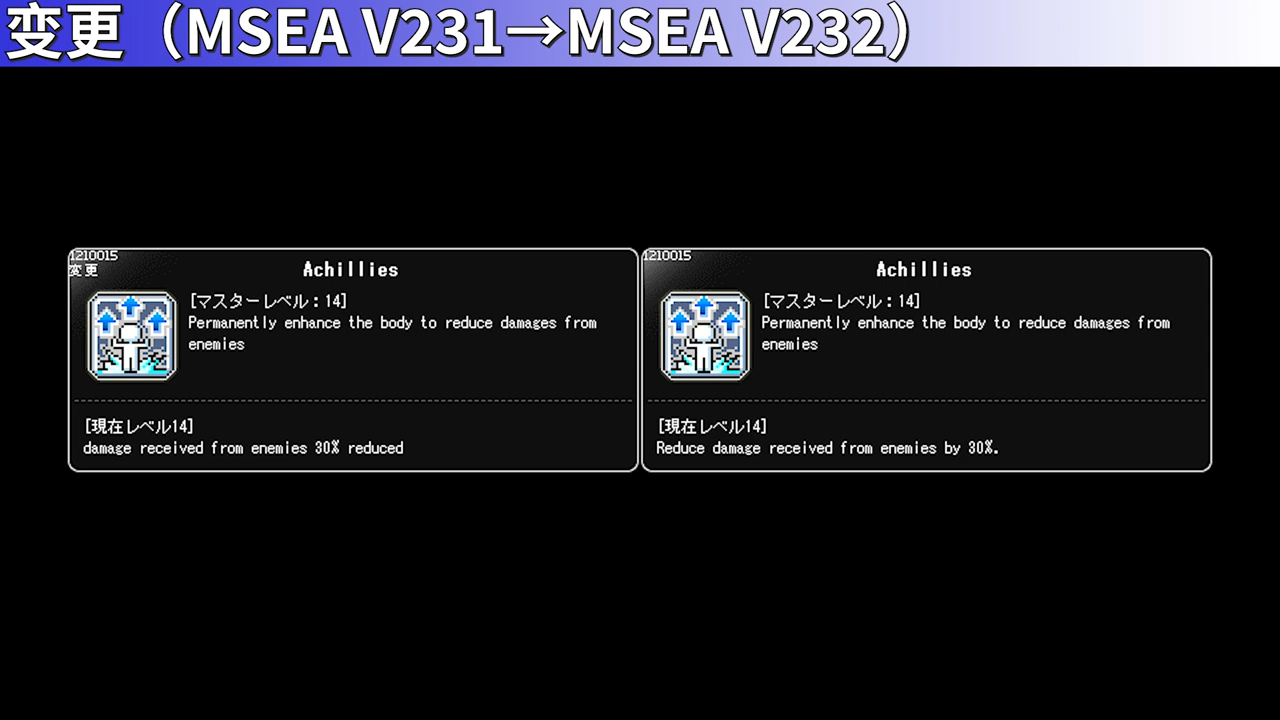 変更（MSEA V231→MSEA V232）
1210015
変更
Achillies
[マスターレベル：14]
Permanently enhance the body to reduce damages from
enemies
[現在レベル14]
damage received from enemies 30% reduced
1210015
Achillies
[マスターレベル：14]
Permanently enhance the body to reduce damages from
enemies
[現在レベル14]
Reduce damage received from enemies by 30%.